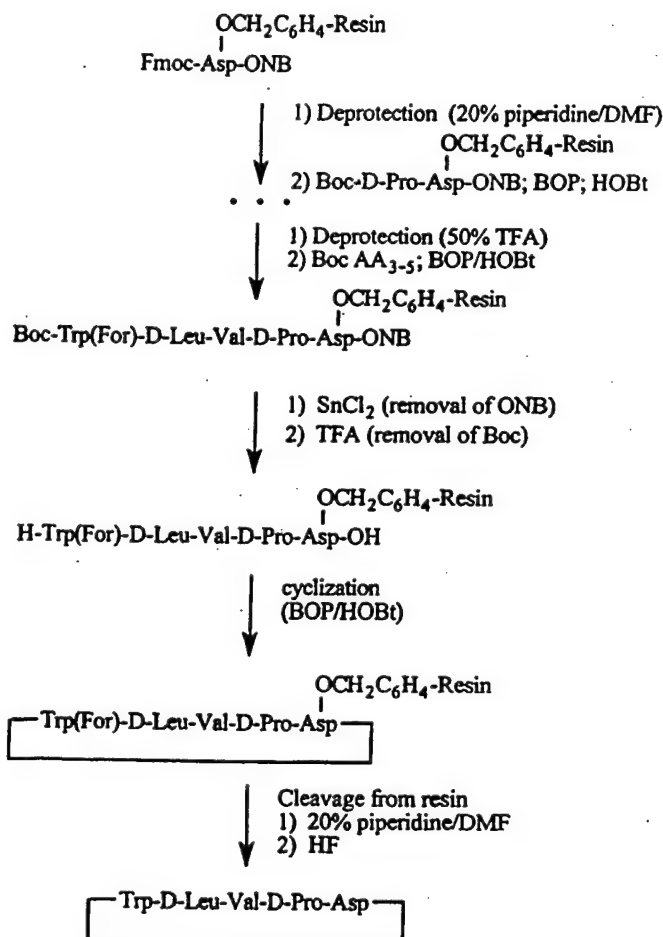 OCH2C6H4-Resin
Fmoc-Asp-ONB
1) Deprotection (20% piperidine/DMF)
OCH2C6H4-Resin
2) Boc-D-Pro-Asp-ONB; BOP; HOBt
1) Deprotection (50% TFA)
2) Boc AA3-5; BOP/HOBt
OCH2C6H4-Resin
Boc-Trp(For)-D-Leu-Val-D-Pro-Asp-ONB
1) SnCl2 (removal of ONB)
2) TFA (removal of Boc)
OCH2C6H4-Resin
H-Trp(For)-D-Leu-Val-D-Pro-Asp-OH
cyclization
(BOP/HOBt)
OCH2C6H4-Resin
Trp(For)-D-Leu-Val-D-Pro-Asp
Cleavage from resin
1) 20% piperidine/DMF
2) HF
Trp-D-Leu-Val-D-Pro-Asp